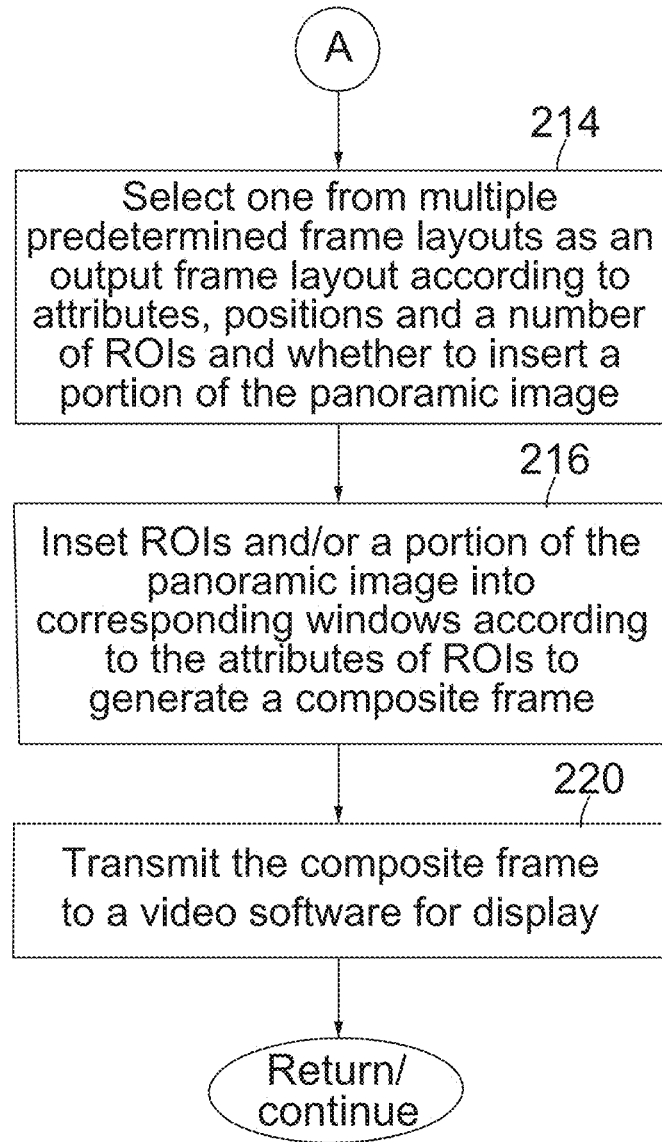 A
214
Select one from multiple
predetermined frame layouts as an
output frame layout according to
attributes, positions and a number
of ROIs and whether to insert a
portion of the panoramic image
216
Inset ROIs and/or a portion of the
panoramic image into
corresponding windows according
to the attributes of ROIs to
generate a composite frame
220
Transmit the composite frame
to a video software for display
Return/
continue